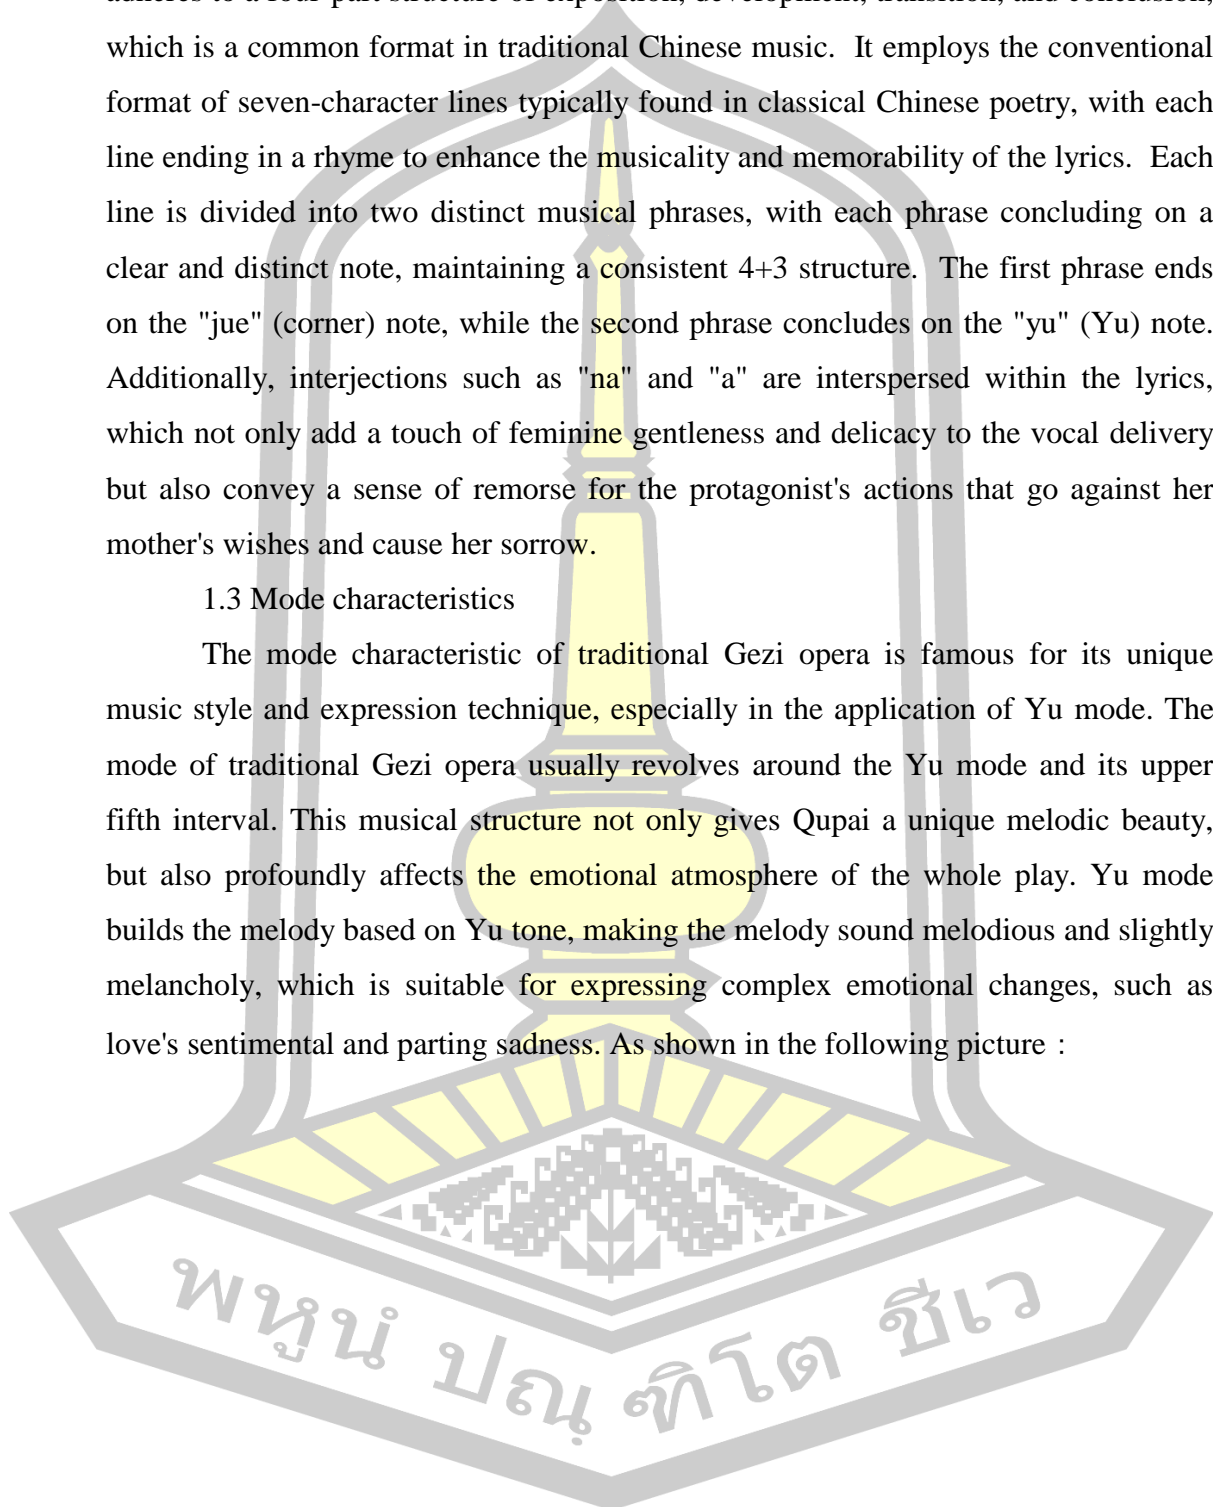 adheres to a four-part structure of exposition, development, transition, and conclusion,
which is a common format in traditional Chinese music.  It employs the conventional
format of seven-character lines typically found in classical Chinese poetry, with each
line ending in a rhyme to enhance the musicality and memorability of the lyrics.  Each
line is divided into two distinct musical phrases, with each phrase concluding on a
clear and distinct note, maintaining a consistent 4+3 structure.  The first phrase ends
on the "jue" (corner) note, while the second phrase concludes on the "yu" (Yu) note.
Additionally, interjections such as "na" and "a" are interspersed within the lyrics,
which not only add a touch of feminine gentleness and delicacy to the vocal delivery
but also convey a sense of remorse for the protagonist's actions that go against her
mother's wishes and cause her sorrow.
1.3 Mode characteristics
The mode characteristic of traditional Gezi opera is famous for its unique
music style and expression technique, especially in the application of Yu mode. The
mode of traditional Gezi opera usually revolves around the Yu mode and its upper
fifth interval. This musical structure not only gives Qupai a unique melodic beauty,
but also profoundly affects the emotional atmosphere of the whole play. Yu mode
builds the melody based on Yu tone, making the melody sound melodious and slightly
melancholy, which is suitable for expressing complex emotional changes, such as
love's sentimental and parting sadness. As shown in the following picture：
พหูนํ ปณฺฑิโต ชีเว